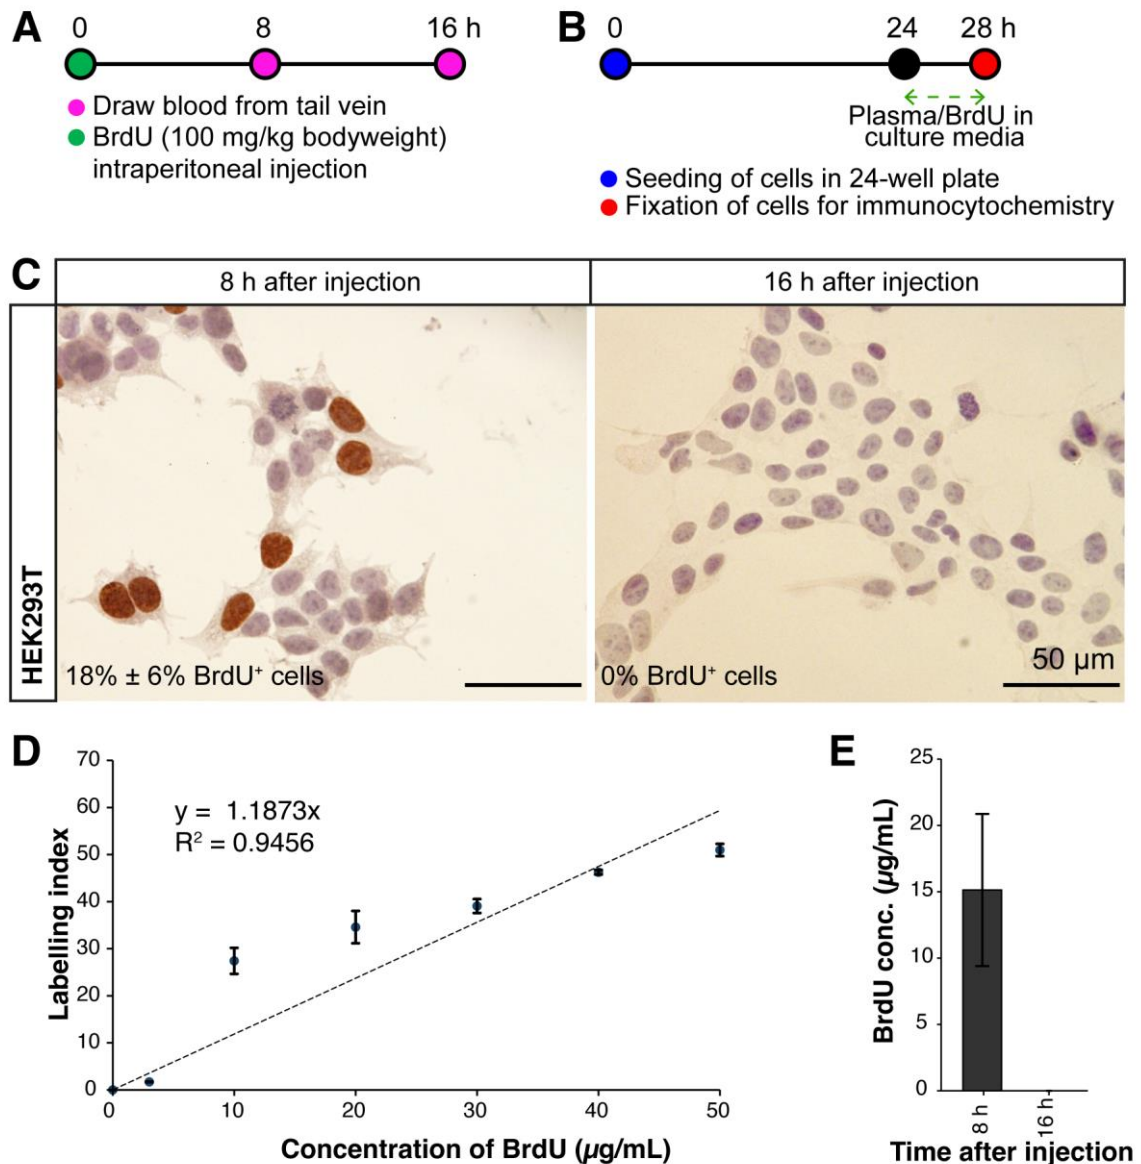 A
0 8 16 h
Draw blood from tail vein
BrdU (100 mg/kg bodyweight)
intraperitoneal injection
B
0 24 28 h
Plasma/BrdU in
culture media
Seeding of cells in 24-well plate
Fixation of cells for immunocytochemistry
C
8 h after injection
16 h after injection
HEK293T
18% ± 6% BrdU⁺ cells
0% BrdU⁺ cells
50 µm
D
y = 1.1873x
R² = 0.9456
Labelling index
70
60
50
40
30
20
10
0
0 10 20 30 40 50
Concentration of BrdU (µg/mL)
E
BrdU conc. (µg/mL)
25
20
15
10
5
0
8 h
16 h
Time after injection